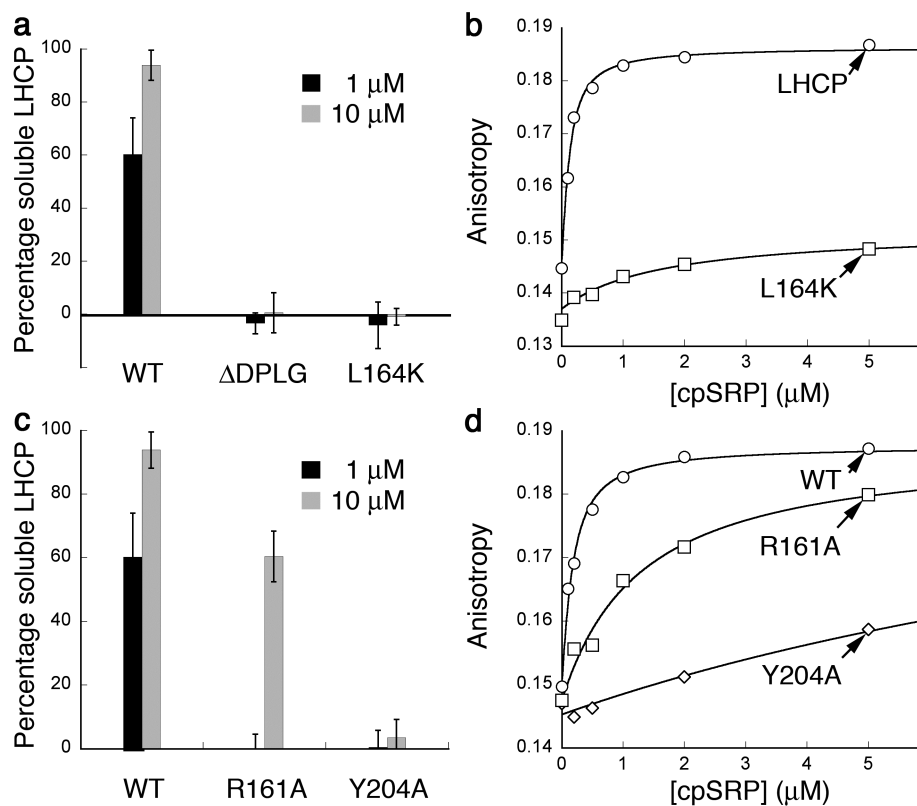 a
Percentage soluble LHCP
100
80
60
40
20
0
1 μM
10 μM
WT
ΔDPLG
L164K
b
Anisotropy
0.19
0.18
0.17
0.16
0.15
0.14
0.13
LHCP
L164K
0
1
2
3
4
5
[cpSRP] (μM)
c
Percentage soluble LHCP
100
80
60
40
20
0
1 μM
10 μM
WT
R161A
Y204A
d
Anisotropy
0.19
0.18
0.17
0.16
0.15
0.14
WT
R161A
Y204A
0
1
2
3
4
5
[cpSRP] (μM)